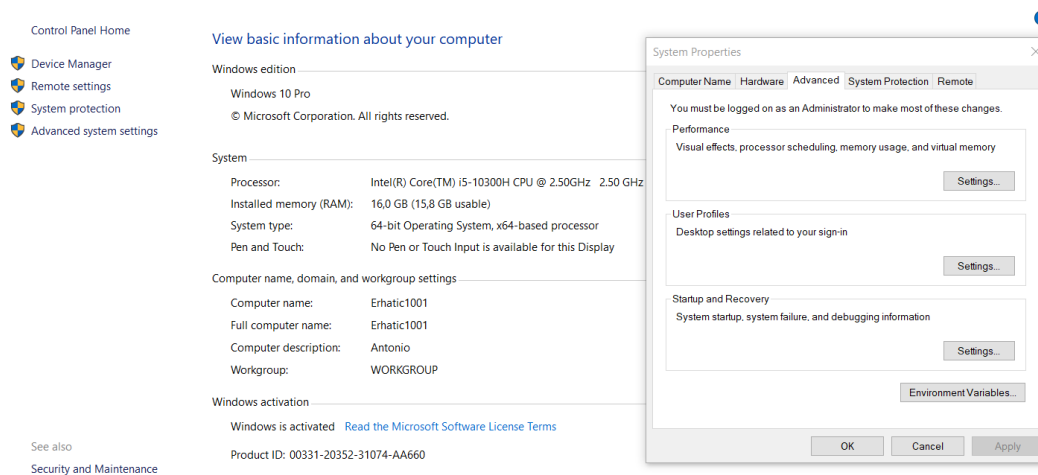 Control Panel Home
Device Manager
Remote settings
System protection
Advanced system settings
See also
Security and Maintenance
View basic information about your computer
Windows edition
Windows 10 Pro
© Microsoft Corporation. All rights reserved.
System
Processor: Intel(R) Core(TM) i5-10300H CPU @ 2.50GHz 2.50 GHz
Installed memory (RAM): 16,0 GB (15,8 GB usable)
System type: 64-bit Operating System, x64-based processor
Pen and Touch: No Pen or Touch Input is available for this Display
Computer name, domain, and workgroup settings
Computer name: Erhatic1001
Full computer name: Erhatic1001
Computer description: Antonio
Workgroup: WORKGROUP
Windows activation
Windows is activated Read the Microsoft Software License Terms
Product ID: 00331-20352-31074-AA660
System Properties
Computer Name Hardware Advanced System Protection Remote
You must be logged on as an Administrator to make most of these changes.
Performance
Visual effects, processor scheduling, memory usage, and virtual memory
Settings...
User Profiles
Desktop settings related to your sign-in
Settings...
Startup and Recovery
System startup, system failure, and debugging information
Settings...
Environment Variables...
OK Cancel Apply